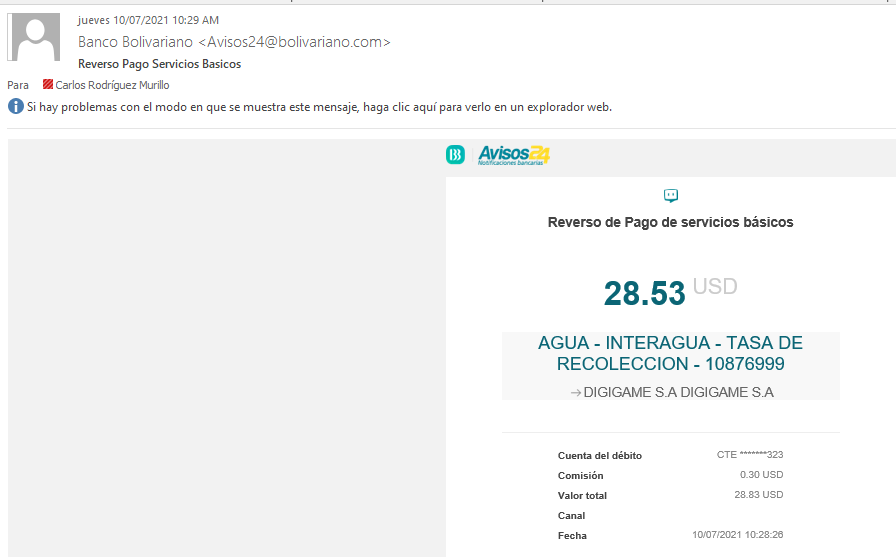 jueves 10/07/2021 10:29 AM
Banco Bolivariano <Avisos24@bolivariano.com>
Reverso Pago Servicios Basicos
Para Carlos Rodríguez Murillo
Si hay problemas con el modo en que se muestra este mensaje, haga clic aquí para verlo en un explorador web.
B Avisos24
Notificaciones bancarias
Reverso de Pago de servicios básicos
28.53 USD
AGUA - INTERAGUA - TASA DE
RECOLECCION - 10876999
→DIGIGAME S.A DIGIGAME S.A
Cuenta del débito CTE *******323
Comisión 0.30 USD
Valor total 28.83 USD
Canal
Fecha 10/07/2021 10:28:26